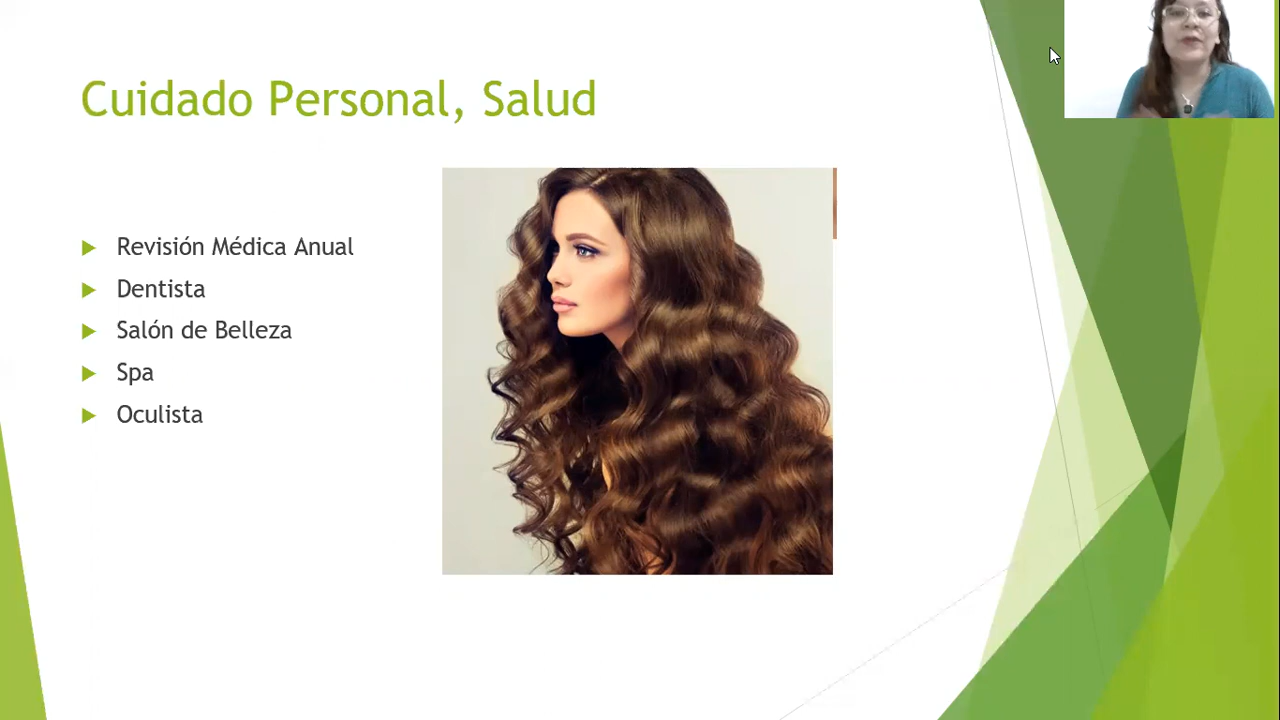 Cuidado Personal, Salud
Revisión Médica Anual
Dentista
Salón de Belleza
Spa
Oculista